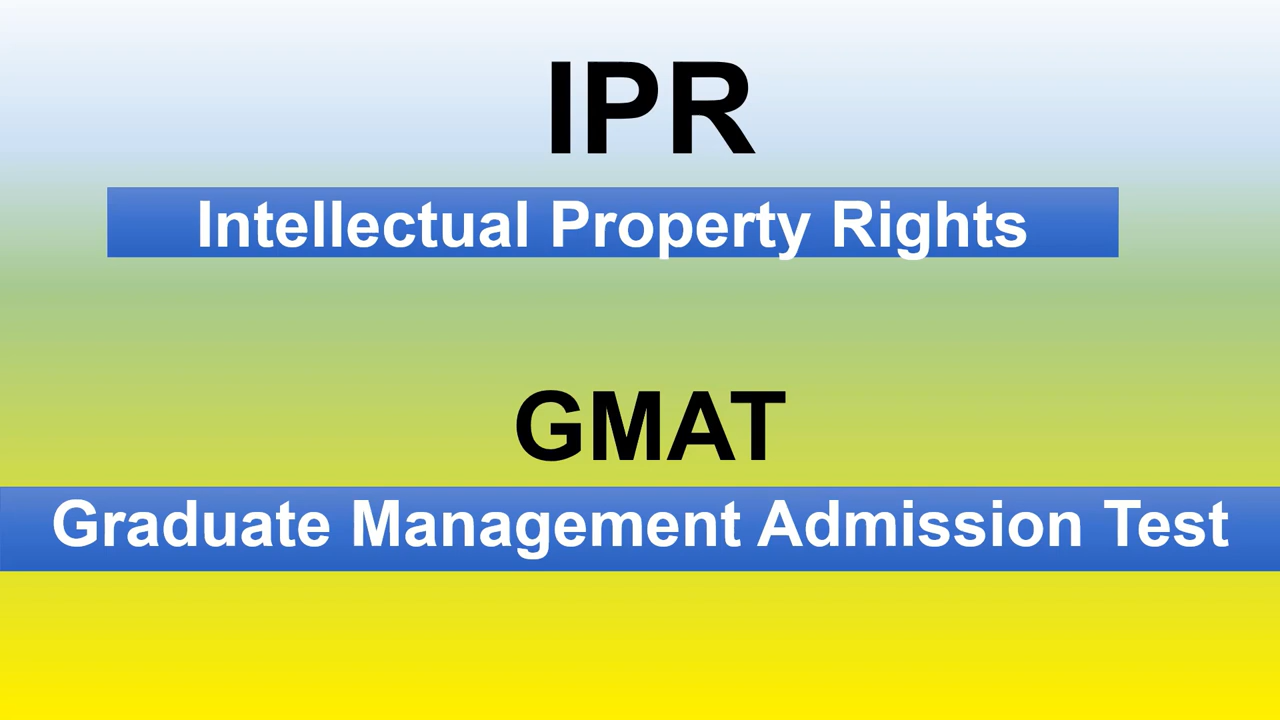 IPR
Intellectual Property Rights
GMAT
Graduate Management Admission Test